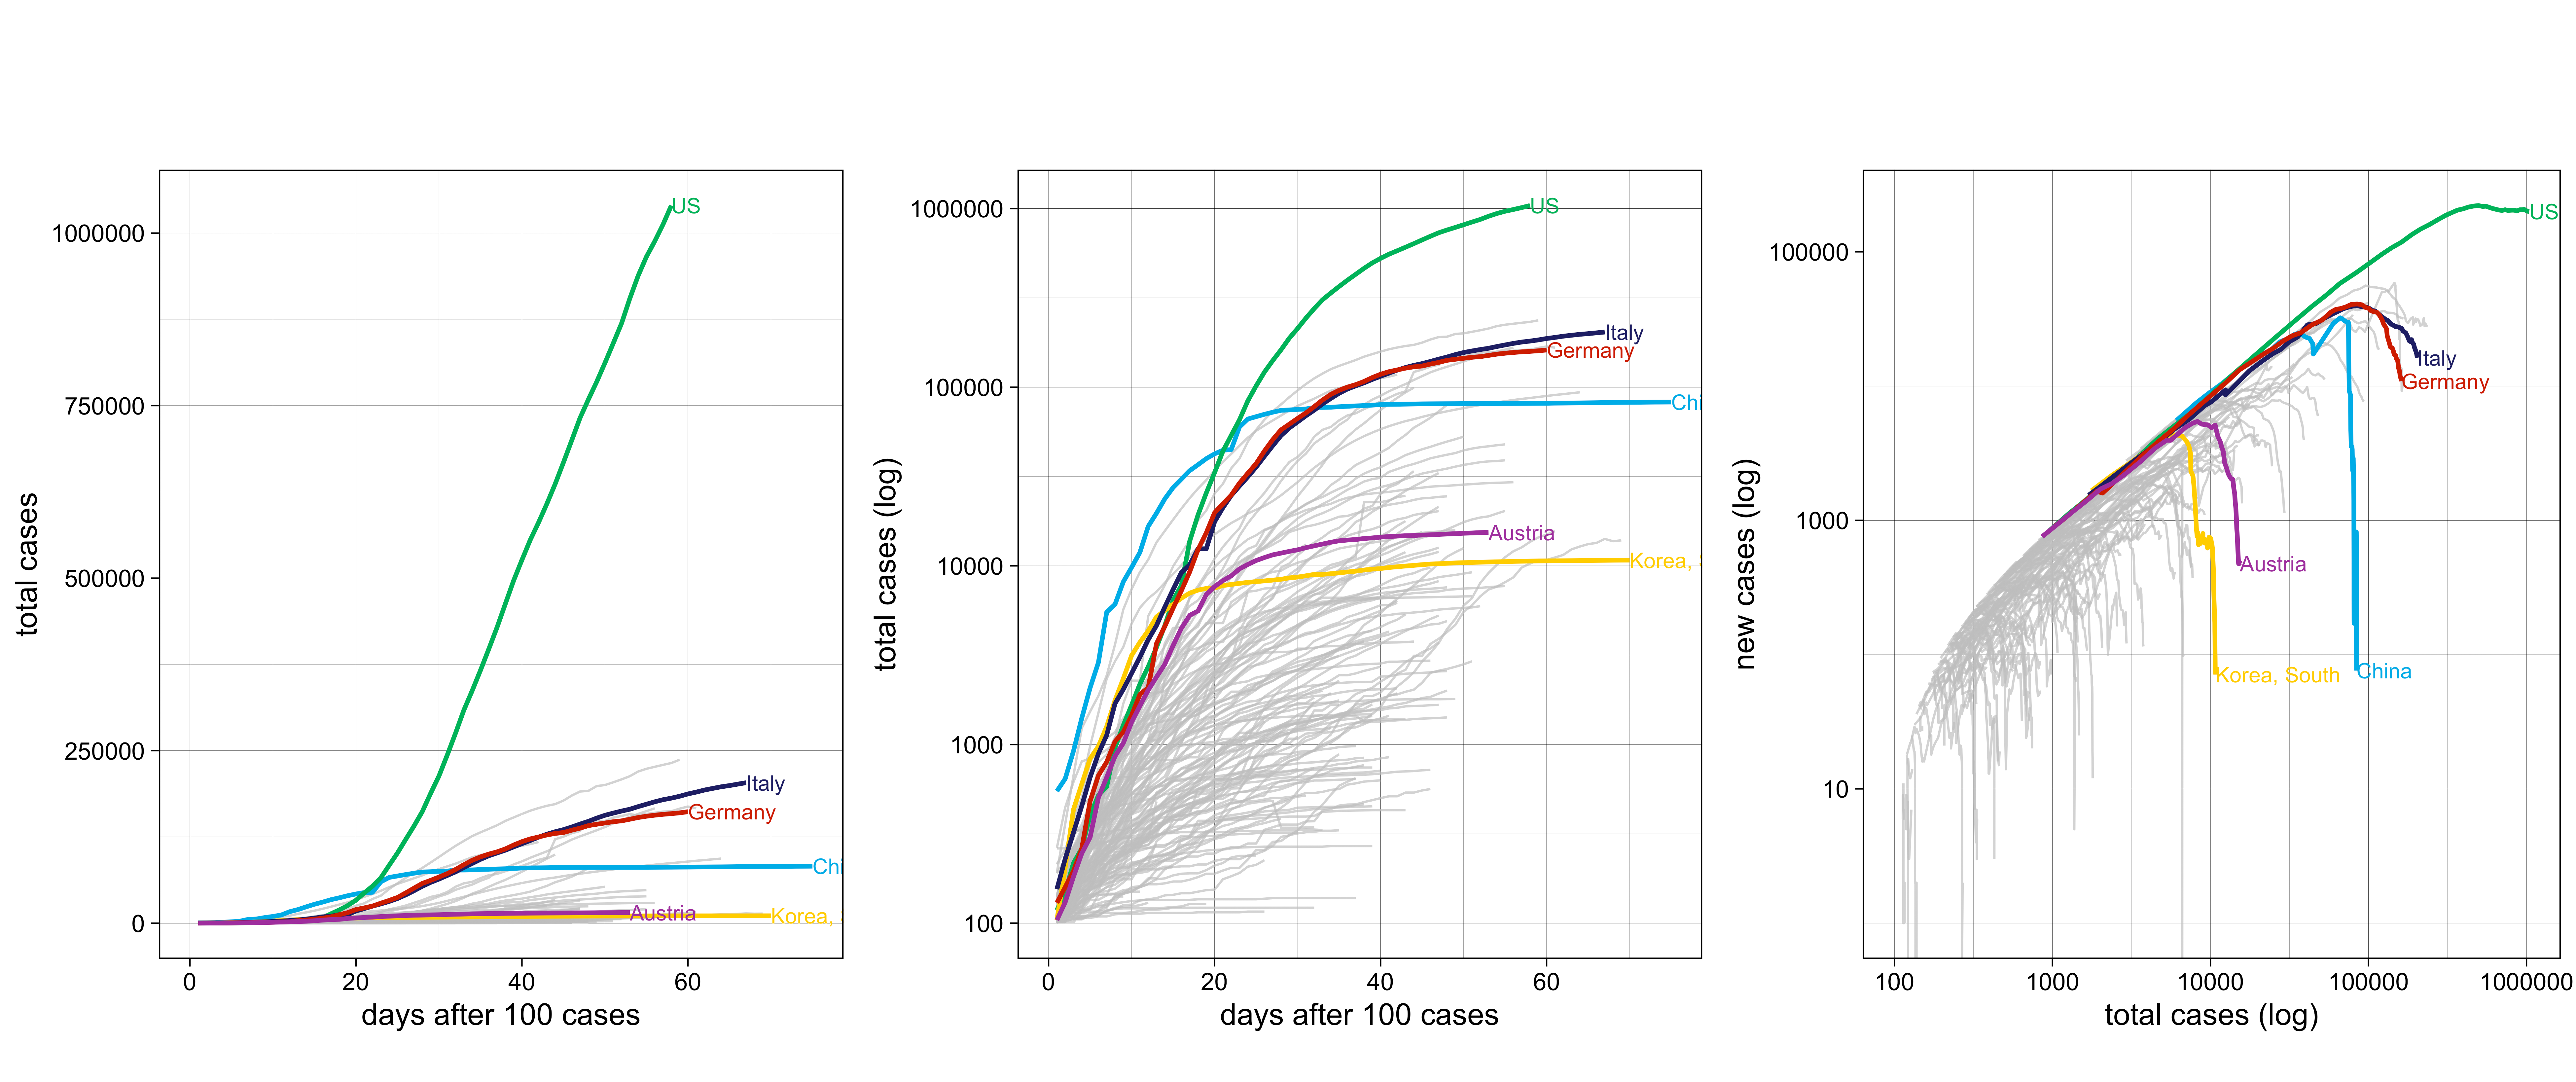 total cases
1000000
750000
500000
250000
0
US
Italy
Germany
Chi
Austria
Korea,
0 20 40 60
days after 100 cases
total cases (log)
1000000
100000
10000
1000
100
US
Italy
Germany
Chi
Austria
Korea,
0 20 40 60
days after 100 cases
new cases (log)
100000
1000
10
US
Italy
Germany
Austria
Korea, South
China
100 1000 10000 100000 1000000
total cases (log)